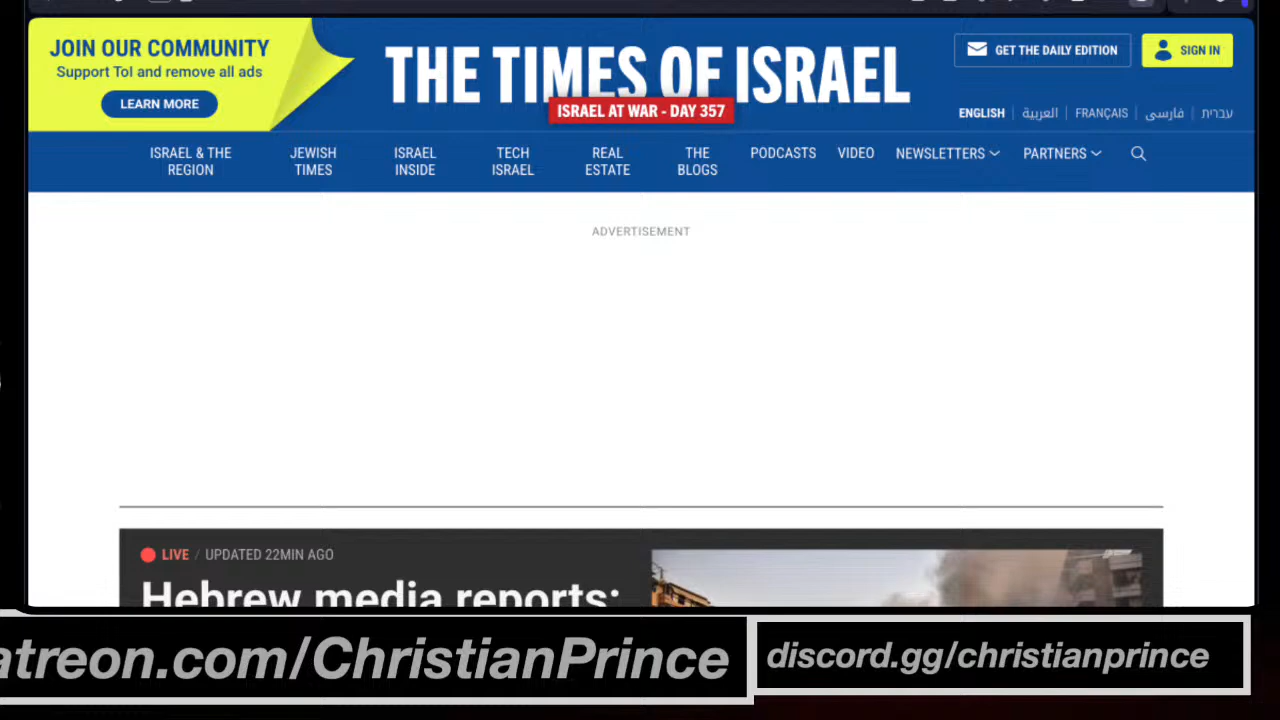 JOIN OUR COMMUNITY
Support ToI and remove all ads
LEARN MORE
THE TIMES OF ISRAEL
ISRAEL AT WAR - DAY 357
GET THE DAILY EDITION
SIGN IN
ENGLISH | العربية | FRANÇAIS | فارسی | עברית
ISRAEL & THE REGION
JEWISH TIMES
ISRAEL INSIDE
TECH ISRAEL
REAL ESTATE
THE BLOGS
PODCASTS
VIDEO
NEWSLETTERS
PARTNERS
ADVERTISEMENT
LIVE / UPDATED 22MIN AGO
Hebrew media reports:
atreon.com/ChristianPrince
discord.gg/christianprince